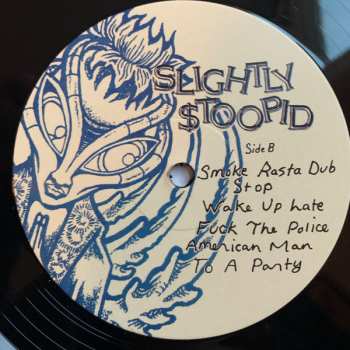 SLIGHTLY
$TOOPID
Side B
Smoke Rasta Dub
Stop
Wake Up Late
Fuck The Police
American Man
To A Party